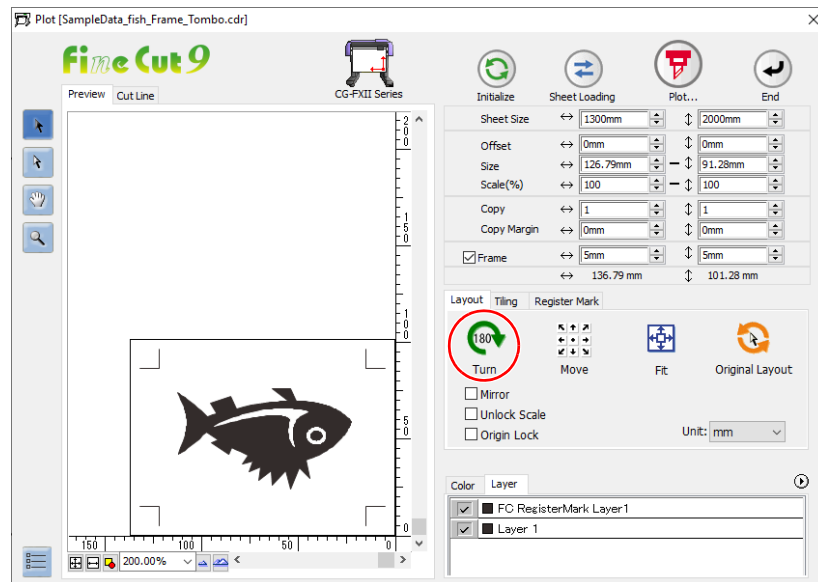 Plot [SampleData_fish_Frame_Tombo.cdr]
Fine Cut 9
CG-FXII Series
Initialize Sheet Loading Plot... End
Preview Cut Line
Sheet Size 1300mm 2000mm
Offset 0mm 0mm
Size 126.79mm 91.28mm
Scale(%) 100 100
Copy 1 1
Copy Margin 0mm 0mm
Frame 5mm 5mm
136.79 mm 101.28 mm
Layout Tiling Register Mark
180°
Turn Move Fit Original Layout
Mirror
Unlock Scale
Origin Lock Unit: mm
Color Layer
FC RegisterMark Layer1
Layer 1
200
150
100
50
0
150 100 50 0
200.00%